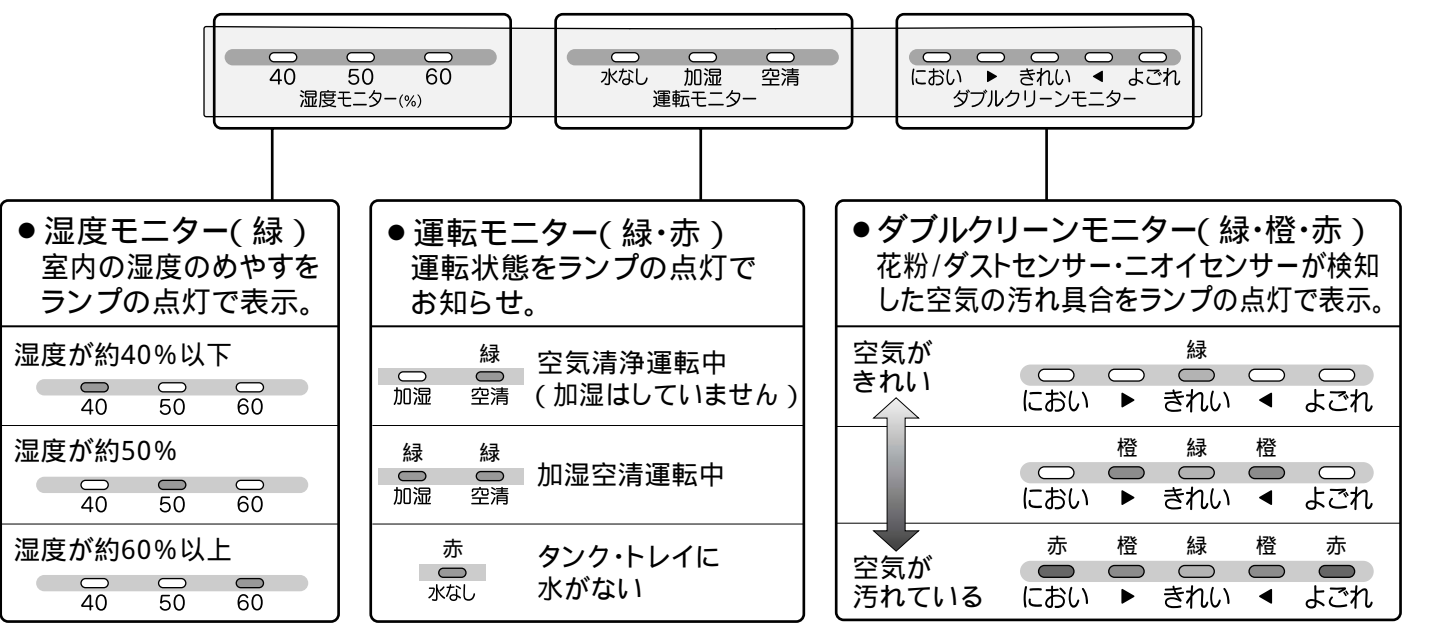 40 50 60
湿度モニター(%)
水なし 加湿 空清
運転モニター
におい ▶ きれい ◀ よごれ
ダブルクリーンモニター
●湿度モニター(緑)
室内の湿度のめやすを
ランプの点灯で表示。
湿度が約40%以下
40 50 60
湿度が約50%
40 50 60
湿度が約60%以上
40 50 60
●運転モニター(緑・赤)
運転状態をランプの点灯で
お知らせ。
緑
加湿 空清
空気清浄運転中
(加湿はしていません)
緑 緑
加湿 空清
加湿空清運転中
赤
水なし
タンク・トレイに
水がない
●ダブルクリーンモニター(緑・橙・赤)
花粉/ダストセンサー・ニオイセンサーが検知
した空気の汚れ具合をランプの点灯で表示。
空気が
きれい
緑
におい ▶ きれい ◀ よごれ
橙 緑 橙
におい ▶ きれい ◀ よごれ
空気が
汚れている
赤 橙 緑 橙 赤
におい ▶ きれい ◀ よごれ